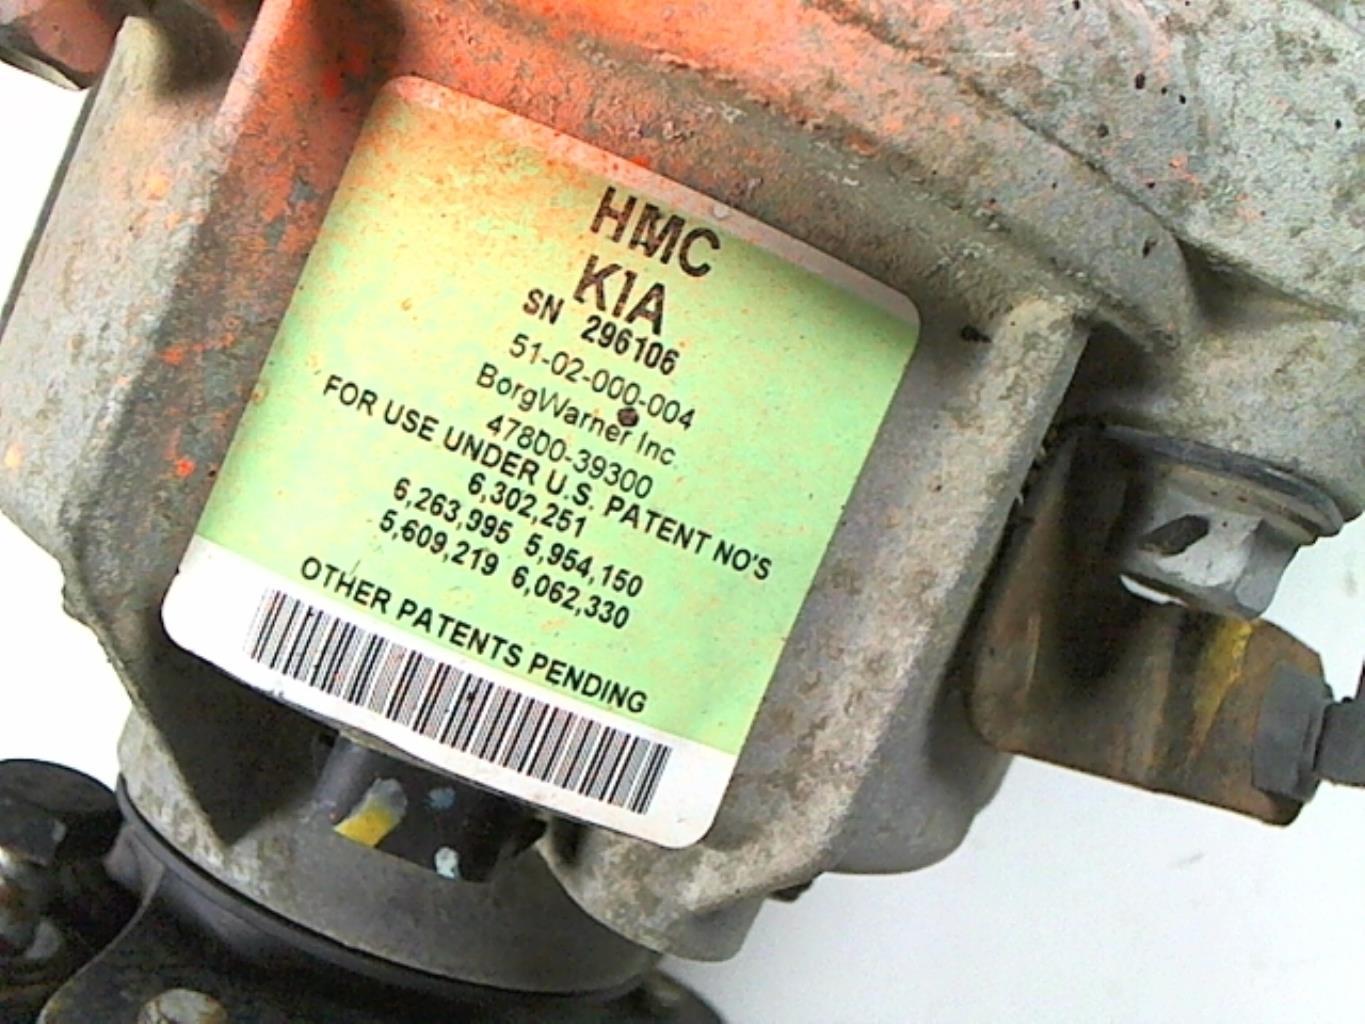 HMC
KIA
SN 296106
51-02-000-004
BorgWarner Inc.
47800-39300
FOR USE UNDER U.S. PATENT NO'S
6,302,251
6,263,995 5,954,150
5,609,219 6,062,330
OTHER PATENTS PENDING